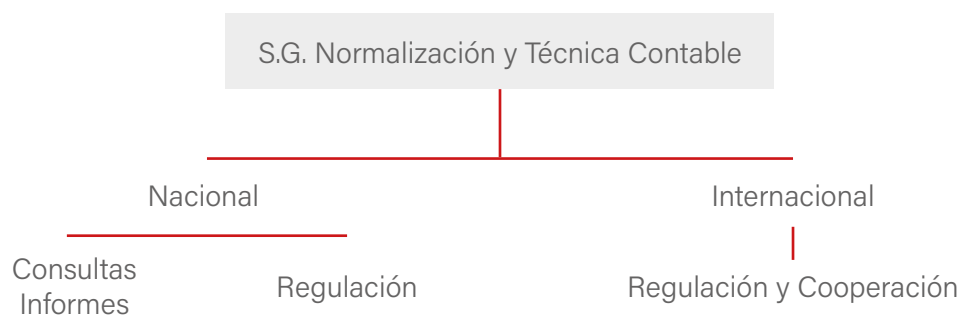 S.G. Normalización y Técnica Contable
Nacional
Internacional
Consultas
Informes
Regulación
Regulación y Cooperación